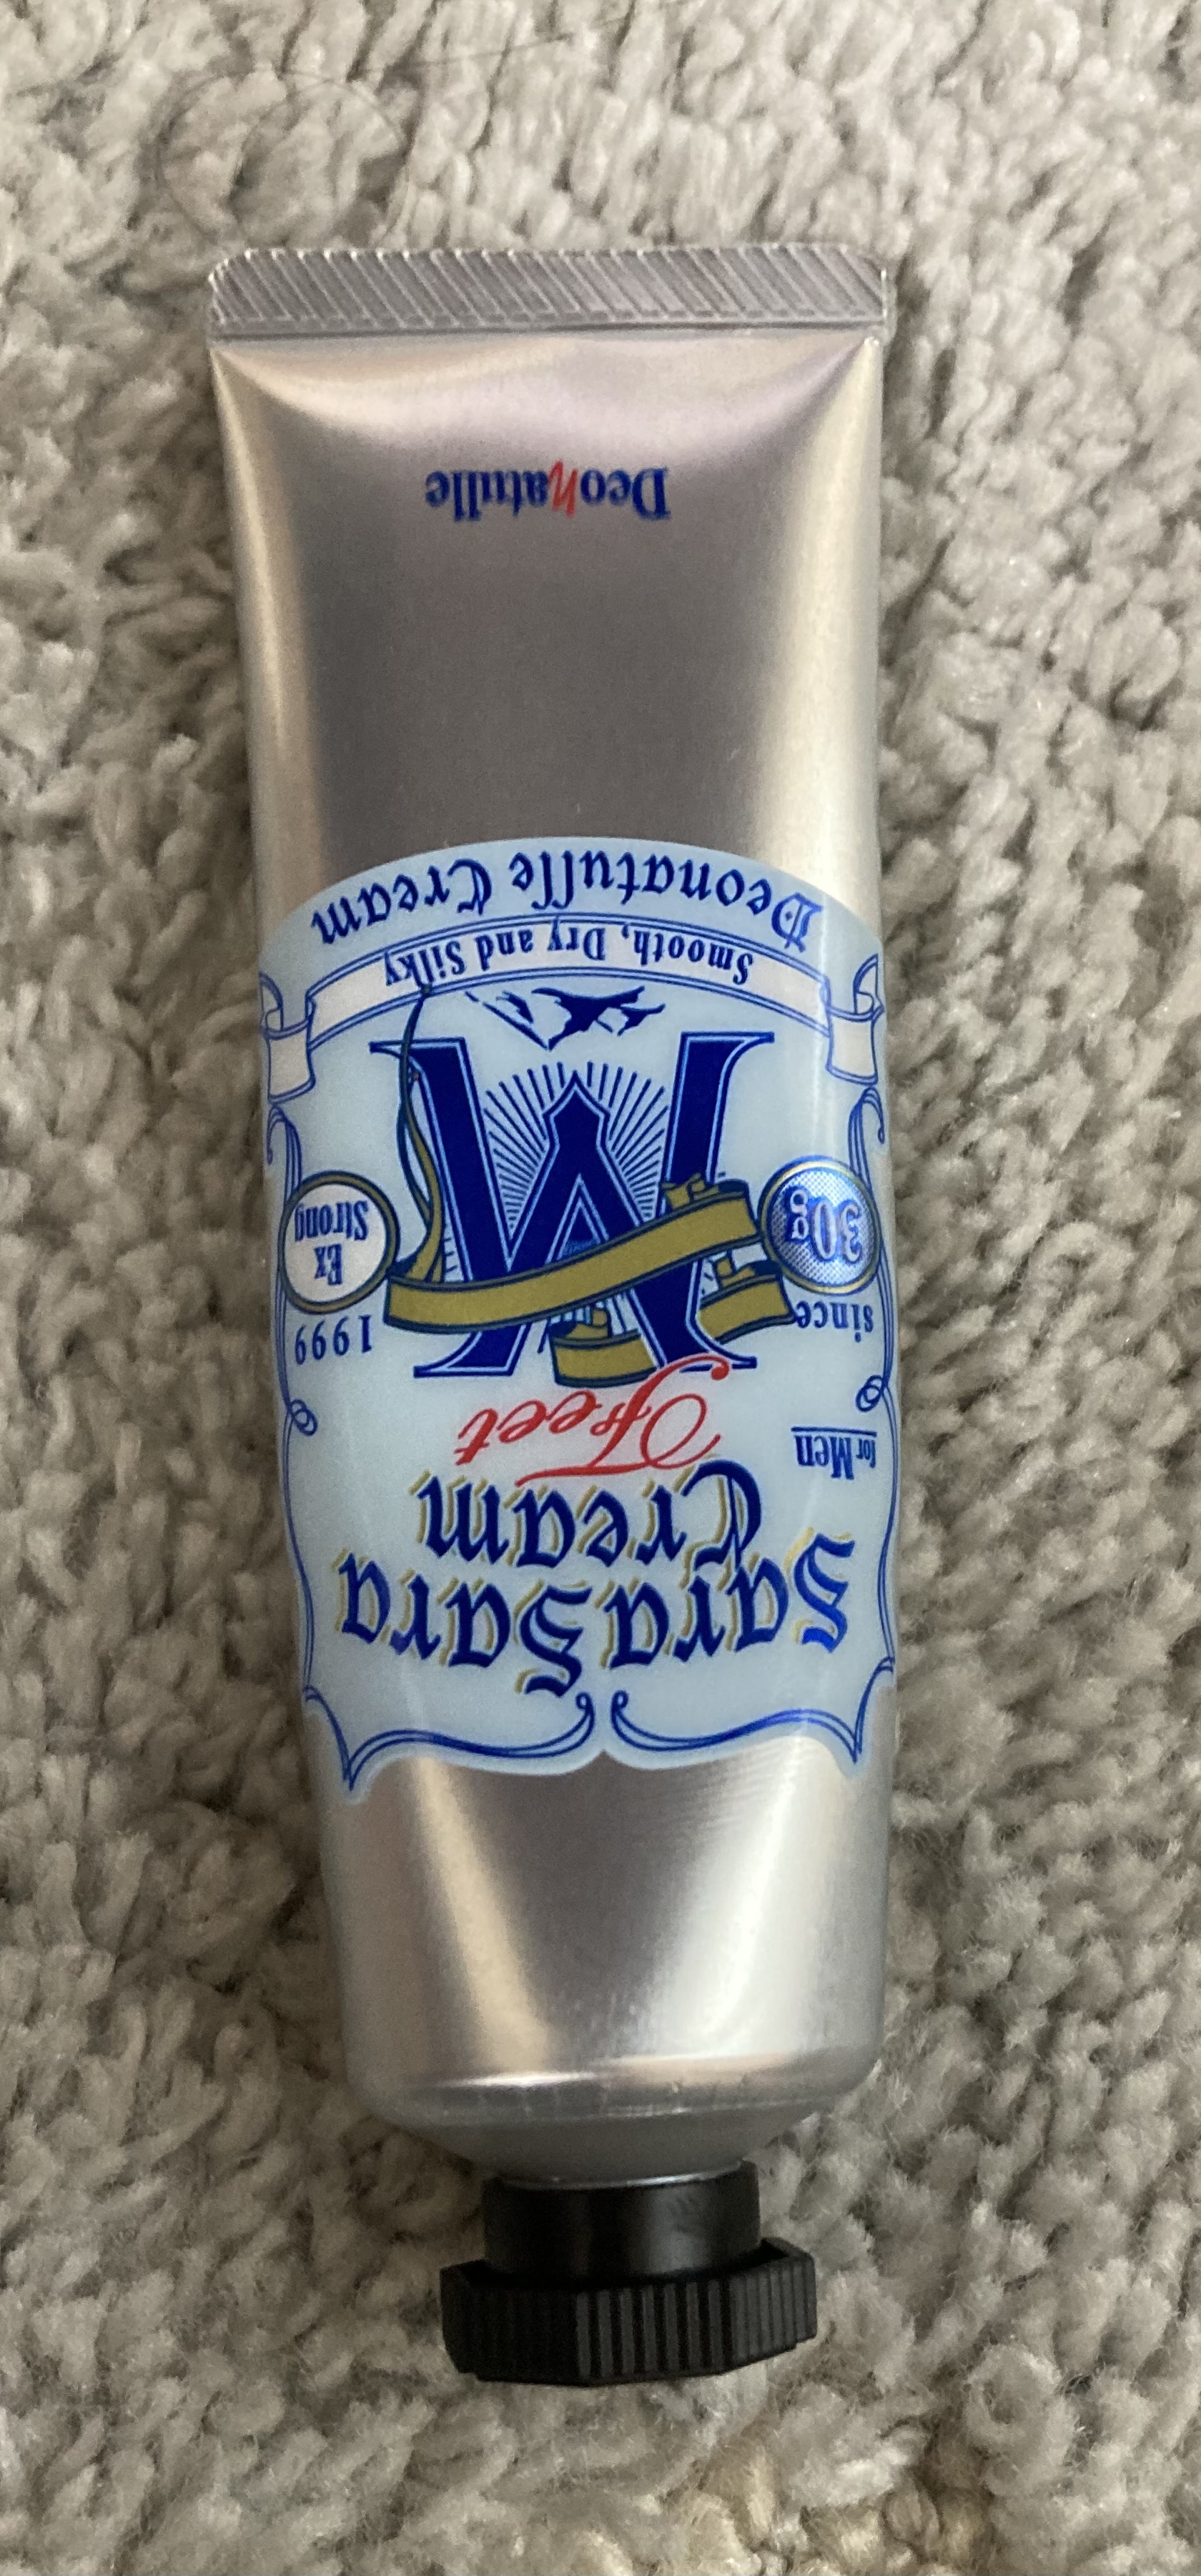 SaraSara
Cream
for Men
Feet
since 1999
30g
Ex
Strong
M
Smooth, Dry and Silky
Deonatulle Cream
Deonatulle